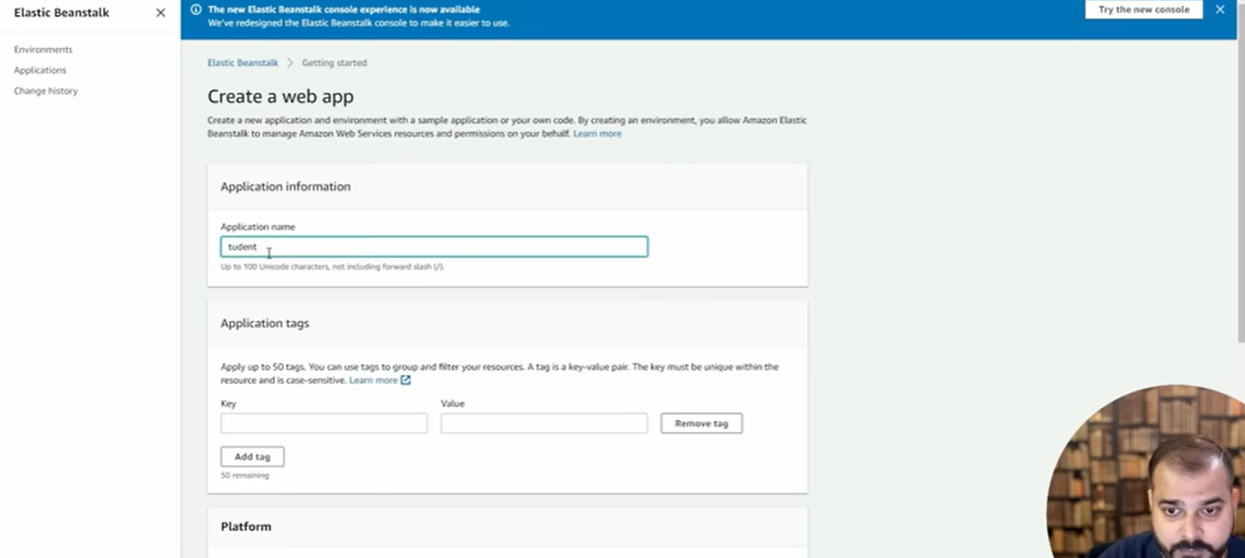 Elastic Beanstalk
The new Elastic Beanstalk console experience is now available
We've redesigned the Elastic Beanstalk console to make it easier to use.
Try the new console
Environments
Applications
Change history
Elastic Beanstalk > Getting started
Create a web app
Create a new application and environment with a sample application or your own code. By creating an environment, you allow Amazon Elastic
Beanstalk to manage Amazon Web Services resources and permissions on your behalf. Learn more
Application information
Application name
tudent
Up to 100 Unicode characters, not including forward slash (/).
Application tags
Apply up to 50 tags. You can use tags to group and filter your resources. A tag is a key-value pair. The key must be unique within the
resource and is case-sensitive. Learn more
Key Value
Remove tag
Add tag
50 remaining
Platform